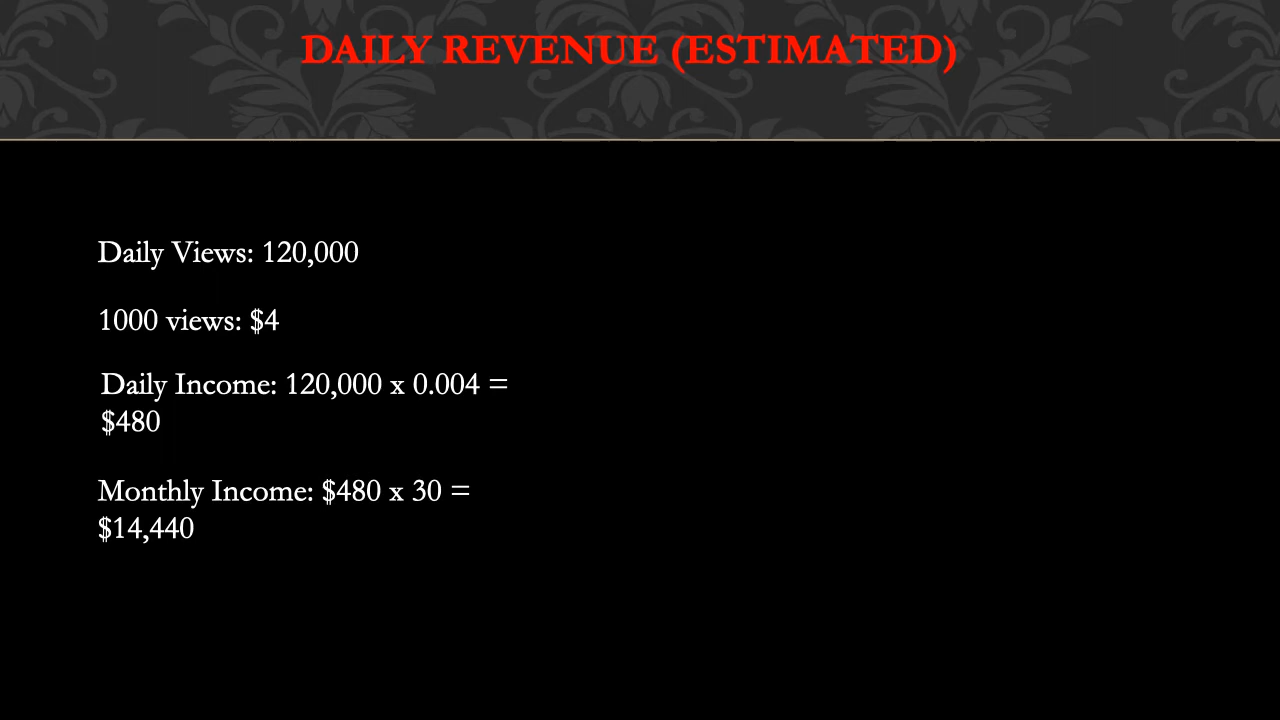 DAILY REVENUE (ESTIMATED)
Daily Views: 120,000
1000 views: $4
Daily Income: 120,000 x 0.004 =
$480
Monthly Income: $480 x 30 =
$14,440